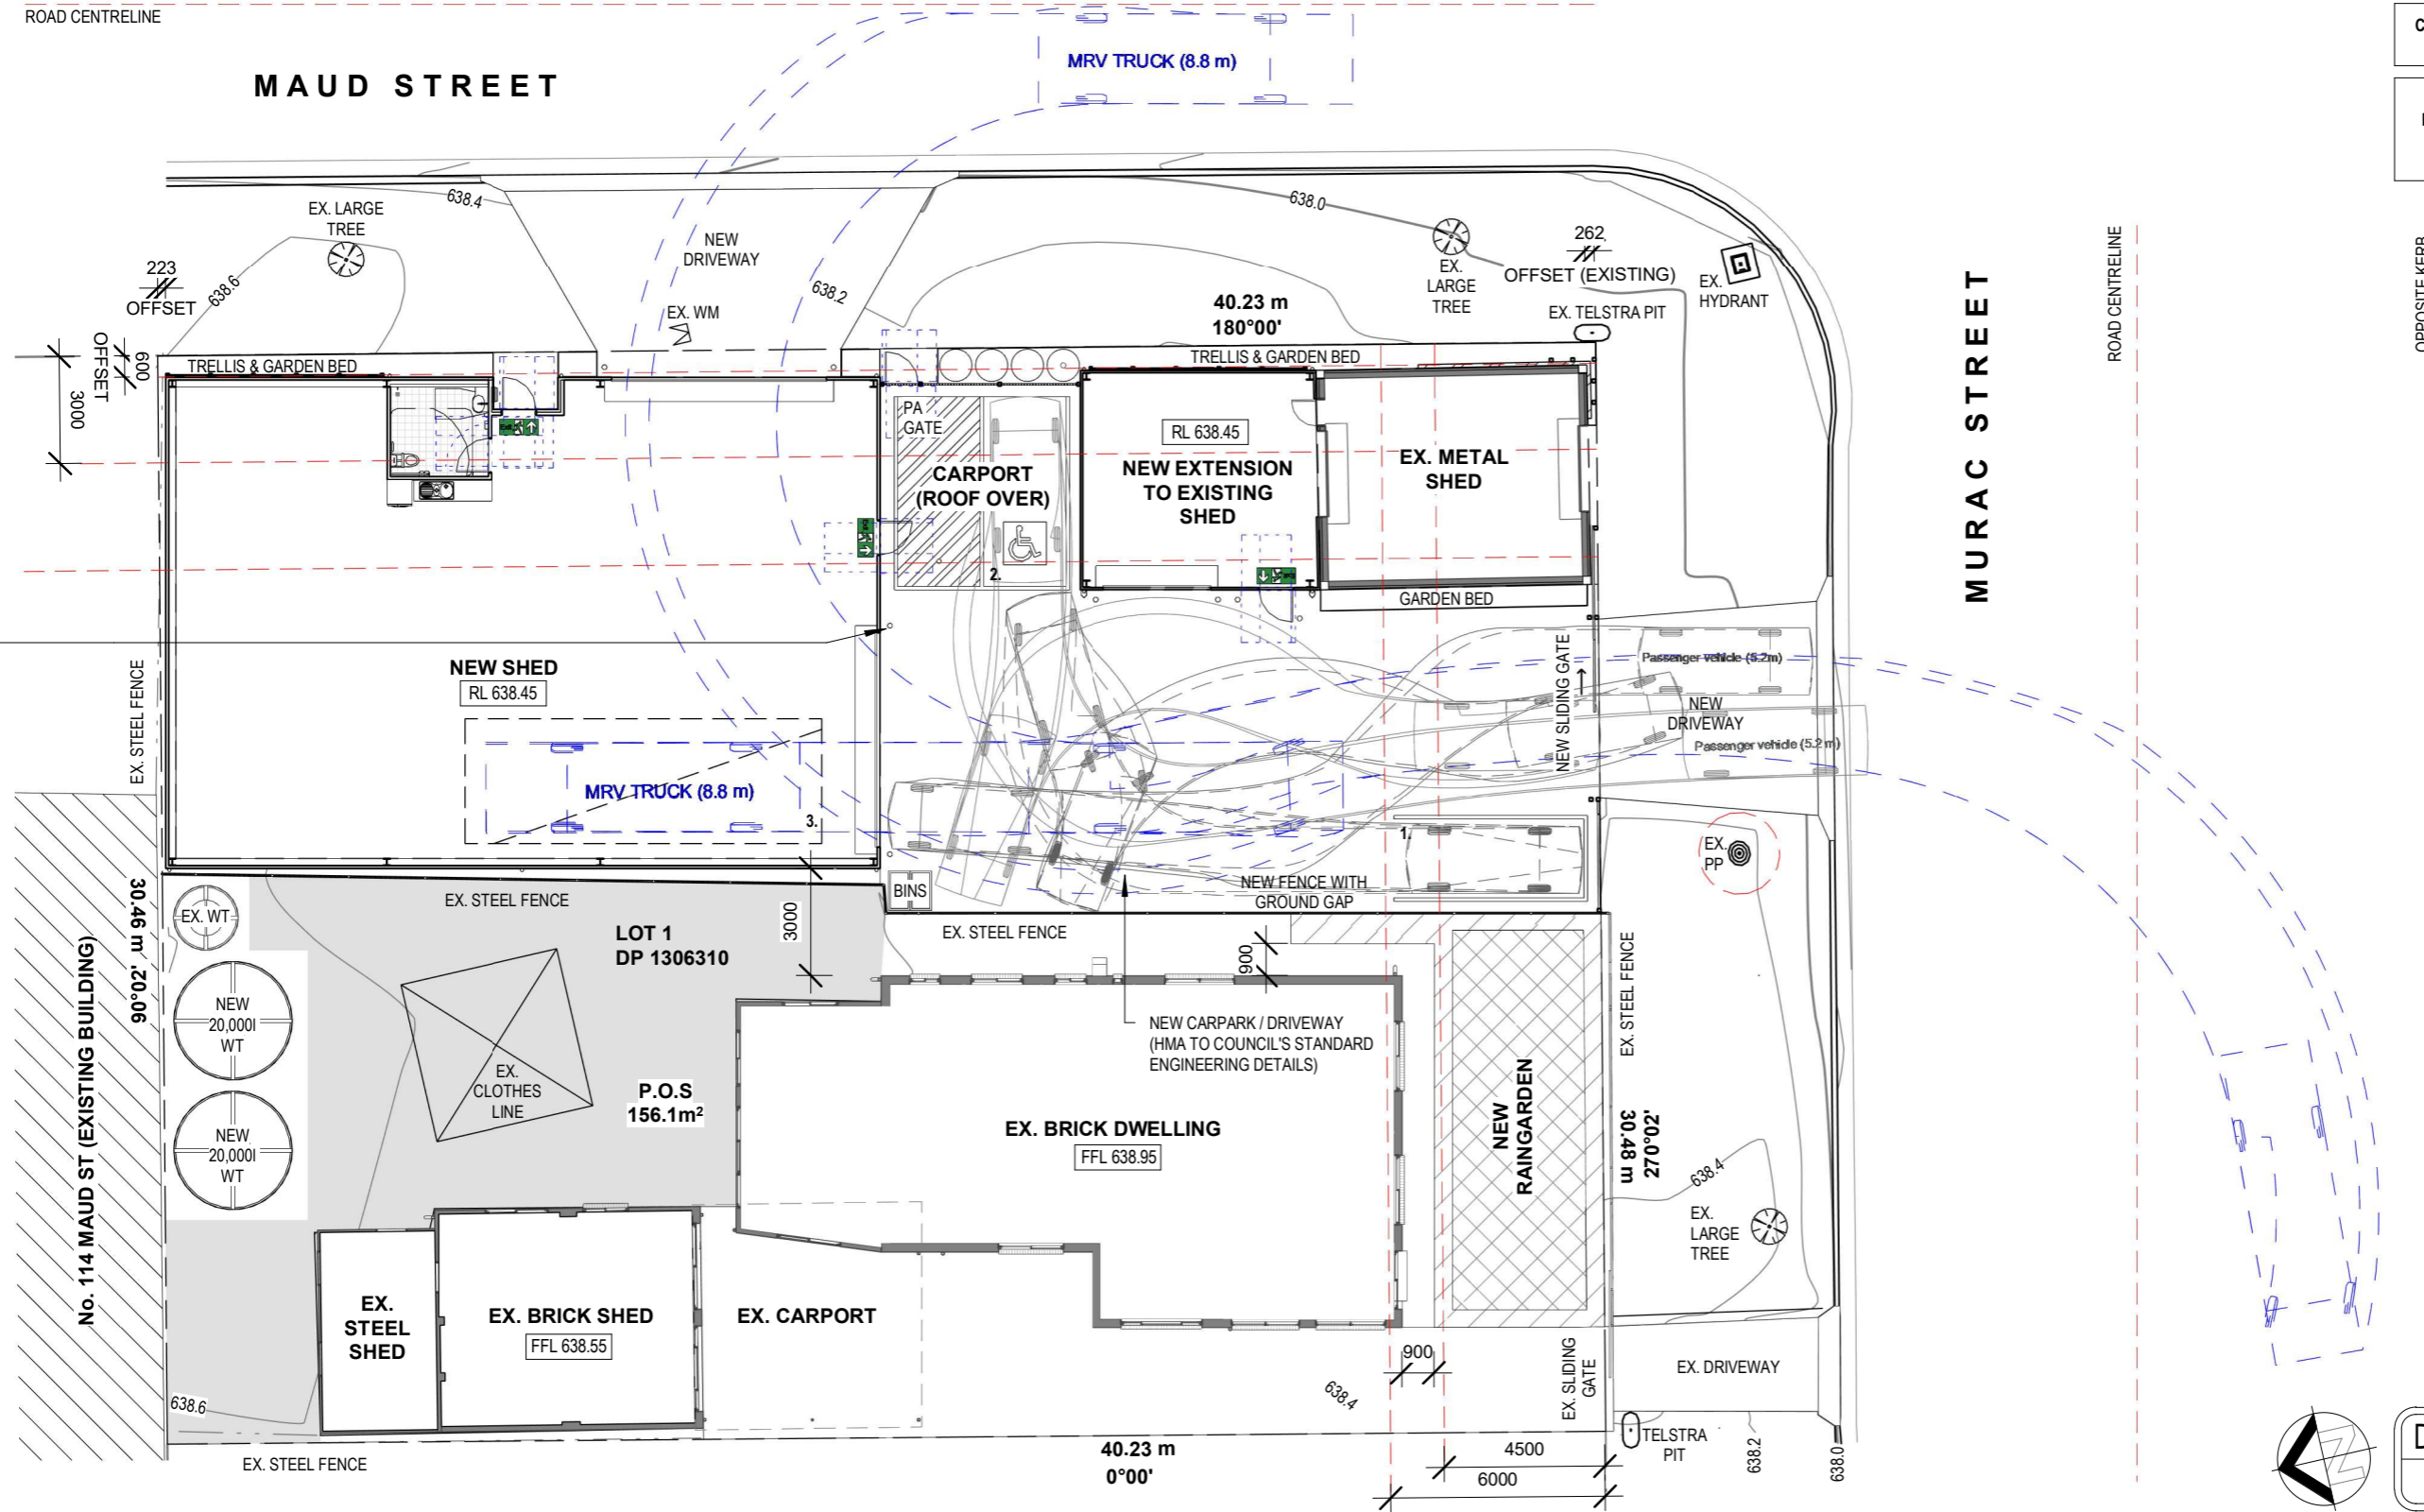 ROAD CENTRELINE
MAUD STREET
MRV TRUCK (8.8 m)
638.4
EX. LARGE
TREE
223
OFFSET
638.6
NEW
DRIVEWAY
638.2
EX. WM
638.0
EX.
LARGE
TREE
262
OFFSET (EXISTING)
EX.
HYDRANT
EX. TELSTRA PIT
40.23 m
180°00'
MURAC STREET
ROAD CENTRELINE
OPPOSITE KERB
OFFSET
600
3000
TRELLIS & GARDEN BED
TRELLIS & GARDEN BED
PA
GATE
CARPORT
(ROOF OVER)
2.
RL 638.45
NEW EXTENSION
TO EXISTING
SHED
EX. METAL
SHED
GARDEN BED
EX. STEEL FENCE
NEW SHED
RL 638.45
MRV TRUCK (8.8 m)
3.
NEW SLIDING GATE
Passenger vehicle (5.2m)
NEW
DRIVEWAY
Passenger vehicle (5.2 m)
1.
EX.
PP
NEW FENCE WITH
GROUND GAP
BINS
EX. STEEL FENCE
EX. STEEL FENCE
3000
900
30.46 m
90°02'
No. 114 MAUD ST (EXISTING BUILDING)
EX. WT
NEW
20,000l
WT
NEW
20,000l
WT
LOT 1
DP 1306310
EX.
CLOTHES
LINE
P.O.S
156.1m²
NEW CARPARK / DRIVEWAY
(HMA TO COUNCIL'S STANDARD
ENGINEERING DETAILS)
EX. BRICK DWELLING
FFL 638.95
NEW
RAINGARDEN
EX. STEEL FENCE
270°02'
30.48 m
638.4
EX.
LARGE
TREE
EX.
STEEL
SHED
EX. BRICK SHED
FFL 638.55
EX. CARPORT
638.6
EX. STEEL FENCE
900
638.4
EX. SLIDING
GATE
EX. DRIVEWAY
TELSTRA
PIT
638.2
638.0
40.23 m
0°00'
4500
6000